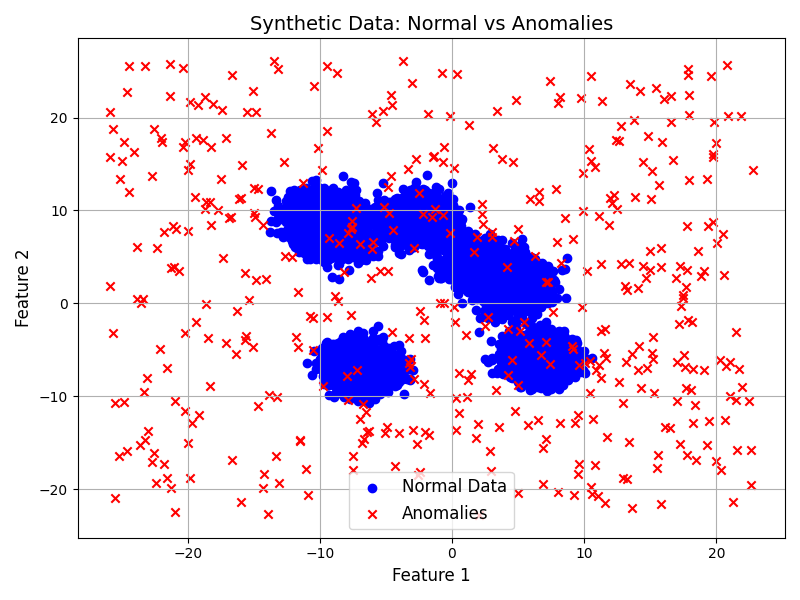 Synthetic Data: Normal vs Anomalies
Feature 2
20
10
0
−10
−20
Normal Data
Anomalies
−20
−10
0
10
20
Feature 1